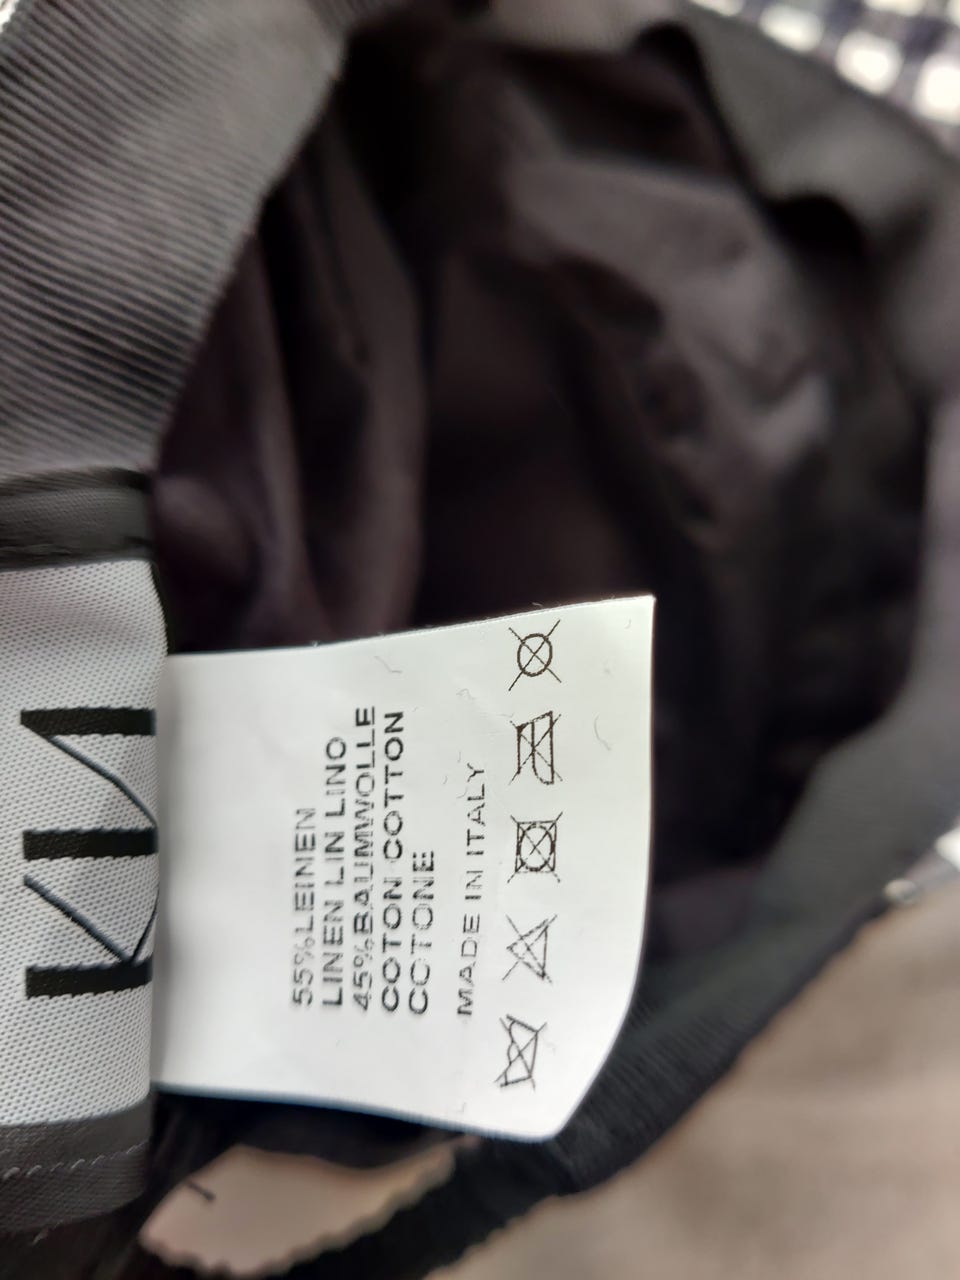 55%LEINEN
LINEN LIN LINO
45%BAUMWOLLE
COTON COTTON
COTONE
MADE IN ITALY